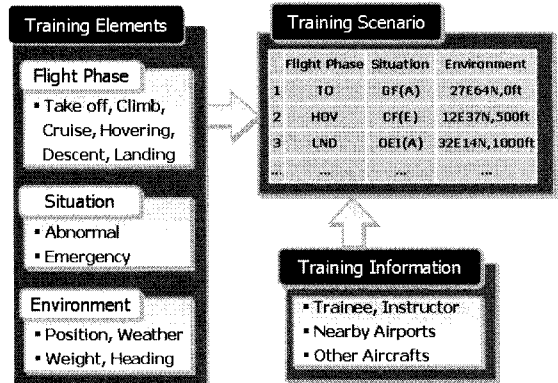 Training Elements
Flight Phase
▪ Take off, Climb,
Cruise, Hovering,
Descent, Landing
Situation
▪ Abnormal
▪ Emergency
Environment
▪ Position, Weather
▪ Weight, Heading
Training Scenario
Flight Phase Situation Environment
1 TO GF(A) 27E64N,0ft
2 HOV CF(E) 12E37N,500ft
3 LND OEI(A) 32E14N,1000ft
... ... ... ...
Training Information
▪ Trainee, Instructor
▪ Nearby Airports
▪ Other Aircrafts